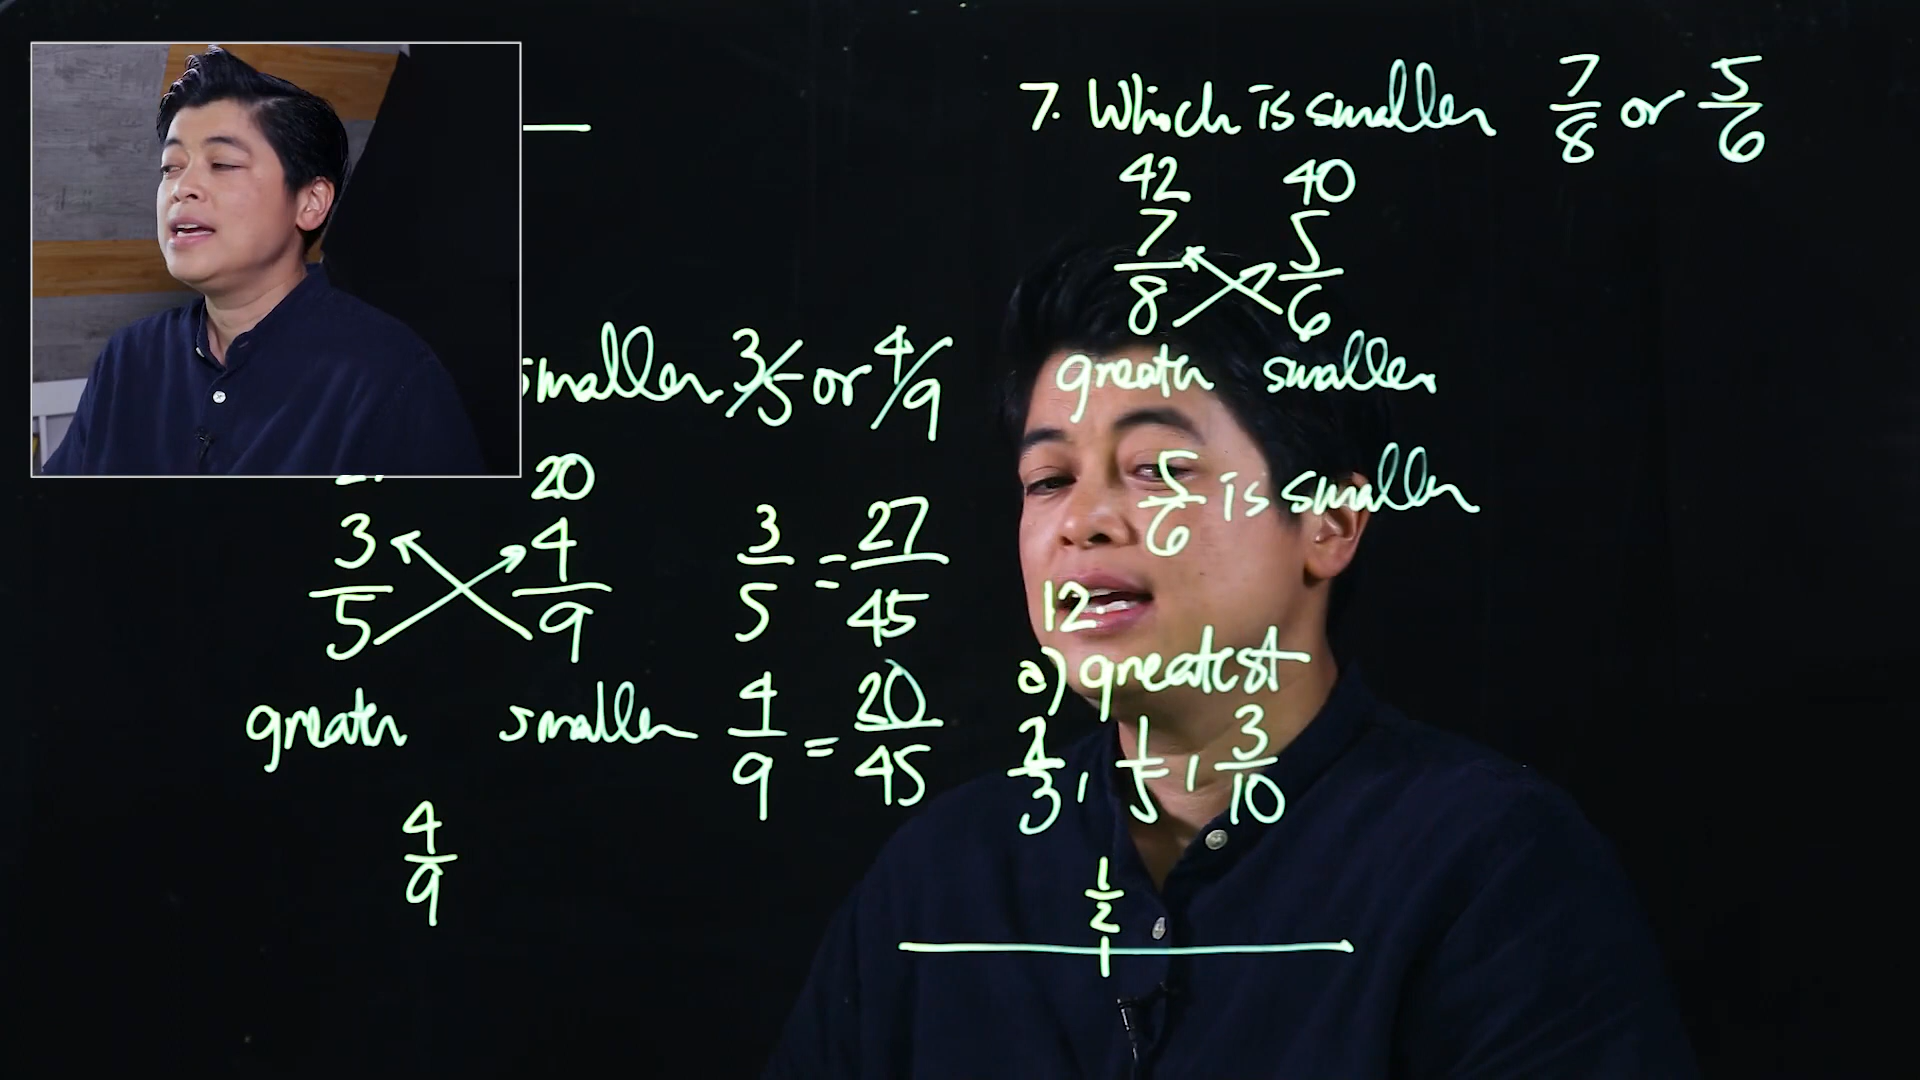 smaller 3/5 or 4/9
20
3/5 4/9
greater smaller
4/9
3/5 = 27/45
4/9 = 20/45
7. Which is smaller 7/8 or 5/6
42 40
7/8 5/6
greater smaller
5/6 is smaller
12.
a) greatest
2/3, 1/5, 3/10
1/2